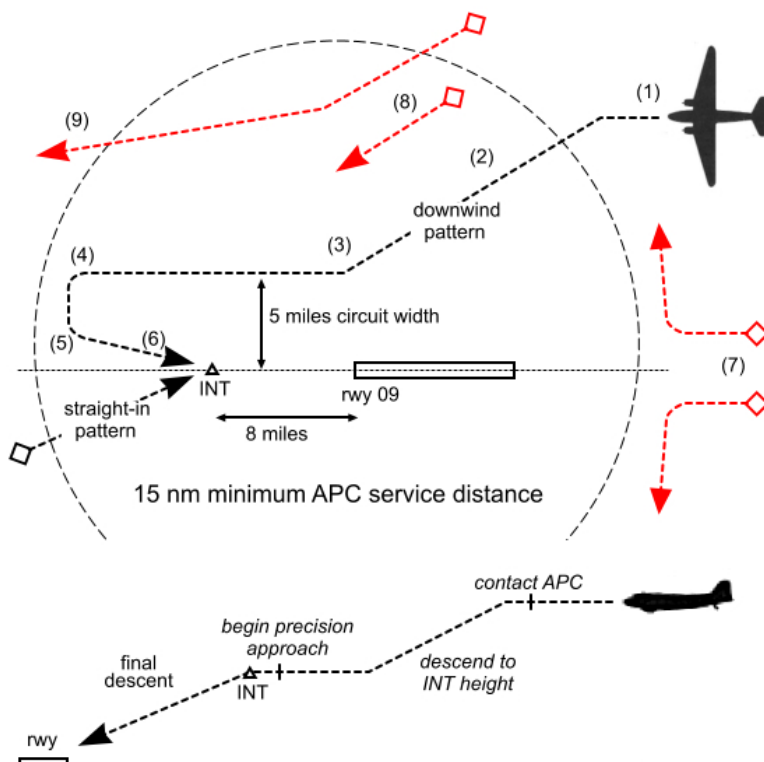 (1)
(8)
(9)
(2)
downwind
pattern
(3)
(4)
5 miles circuit width
(5)
(6)
(7)
INT
rwy 09
straight-in
pattern
8 miles
15 nm minimum APC service distance
contact APC
begin precision
approach
final
descent
descend to
INT height
INT
rwy